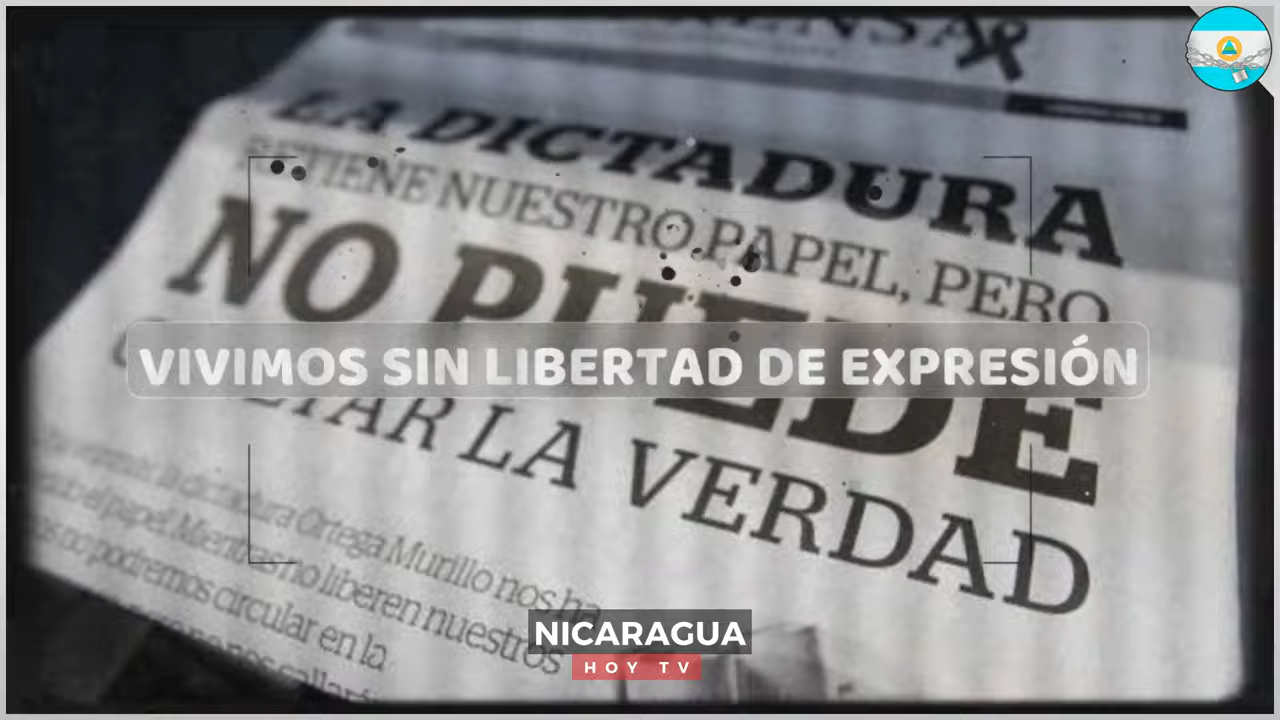 LA DICTADURA
RETIENE NUESTRO PAPEL, PERO
NO PUEDE
VIVIMOS SIN LIBERTAD DE EXPRESIÓN
LA VERDAD
dictadura Ortega Murillo nos ha
el papel. Mientras no liberen nuestros
no podremos circular en la
NICARAGUA
HOY TV